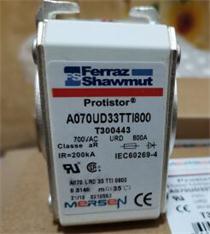 Ferraz
Shawmut
Protistor®
A070UD33TTI800
T300443
700VAC URD 800A
Classe aR
IR=200kA IEC60269-4
MERSEN